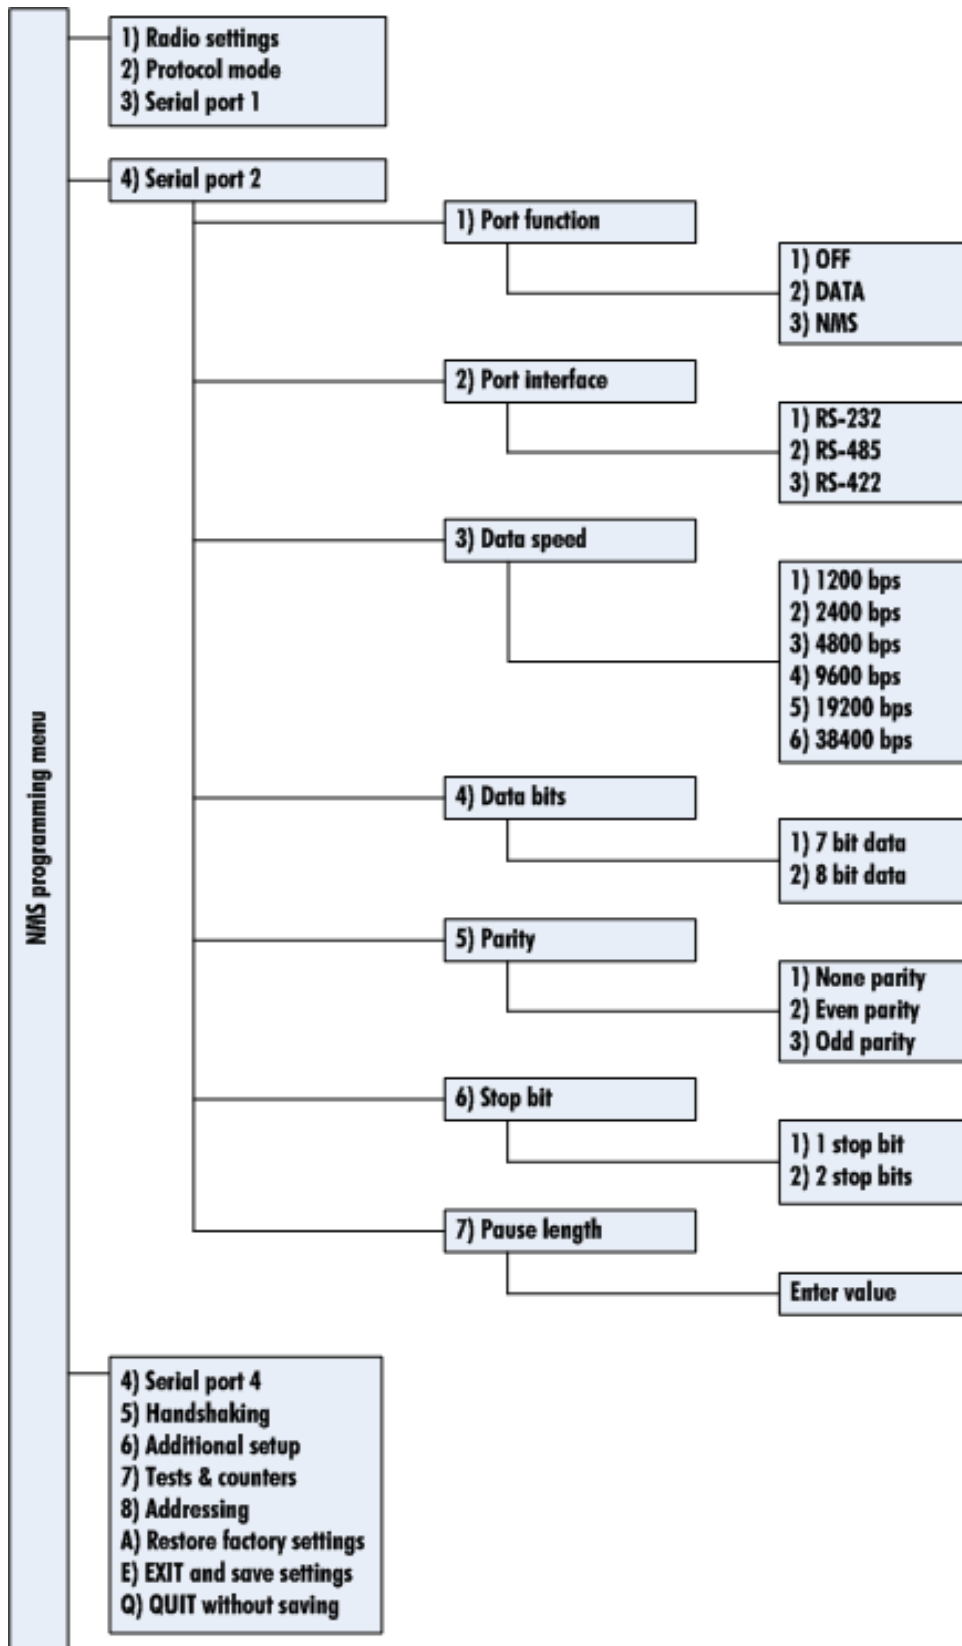 NMS programming menu
1) Radio settings
2) Protocol mode
3) Serial port 1
4) Serial port 2
1) Port function
1) OFF
2) DATA
3) NMS
2) Port interface
1) RS-232
2) RS-485
3) RS-422
3) Data speed
1) 1200 bps
2) 2400 bps
3) 4800 bps
4) 9600 bps
5) 19200 bps
6) 38400 bps
4) Data bits
1) 7 bit data
2) 8 bit data
5) Parity
1) None parity
2) Even parity
3) Odd parity
6) Stop bit
1) 1 stop bit
2) 2 stop bits
7) Pause length
Enter value
4) Serial port 4
5) Handshaking
6) Additional setup
7) Tests & counters
8) Addressing
A) Restore factory settings
E) EXIT and save settings
Q) QUIT without saving